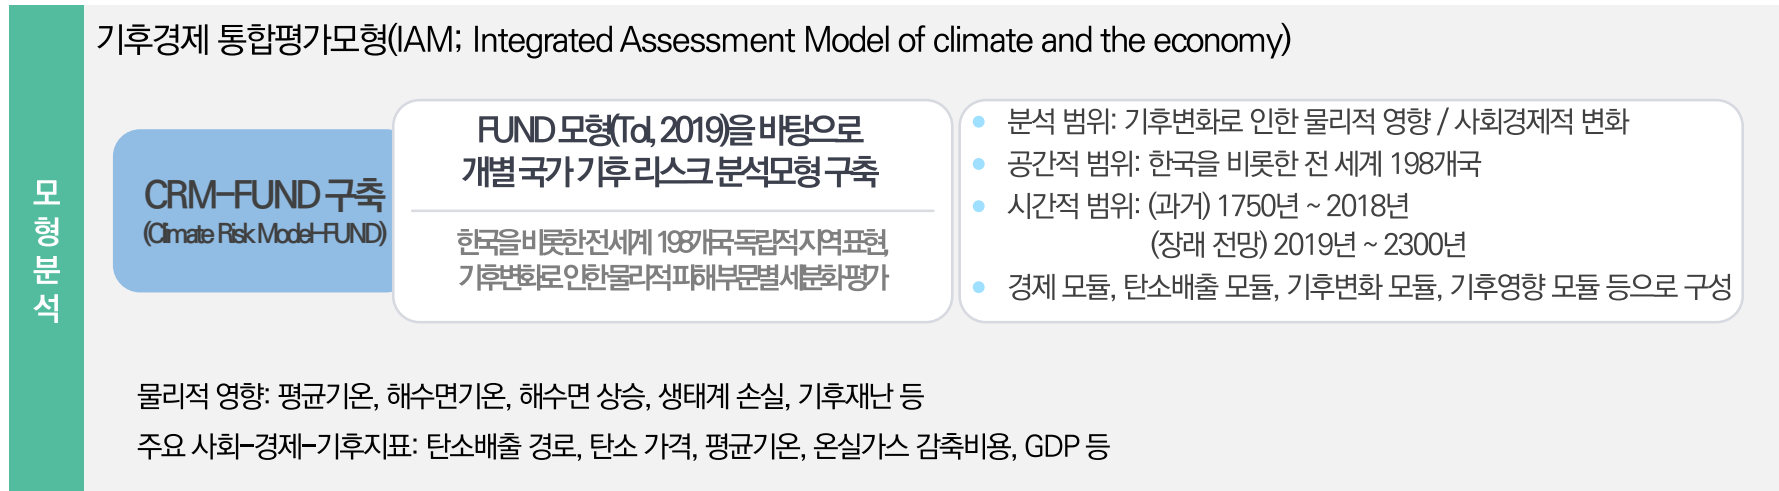 모형분석
기후경제 통합평가모형(IAM; Integrated Assessment Model of climate and the economy)
CRM-FUND 구축
(Climate Risk Model-FUND)
FUND 모형(Tol, 2019)을 바탕으로
개별 국가 기후 리스크 분석모형 구축
한국을 비롯한 전 세계 198개국 독립적 지역 표현,
기후변화로 인한 물리적 피해 부문별 세분화 평가
• 분석 범위: 기후변화로 인한 물리적 영향 / 사회경제적 변화
• 공간적 범위: 한국을 비롯한 전 세계 198개국
• 시간적 범위: (과거) 1750년 ~ 2018년
(장래 전망) 2019년 ~ 2300년
• 경제 모듈, 탄소배출 모듈, 기후변화 모듈, 기후영향 모듈 등으로 구성
물리적 영향: 평균기온, 해수면기온, 해수면 상승, 생태계 손실, 기후재난 등
주요 사회-경제-기후지표: 탄소배출 경로, 탄소 가격, 평균기온, 온실가스 감축비용, GDP 등